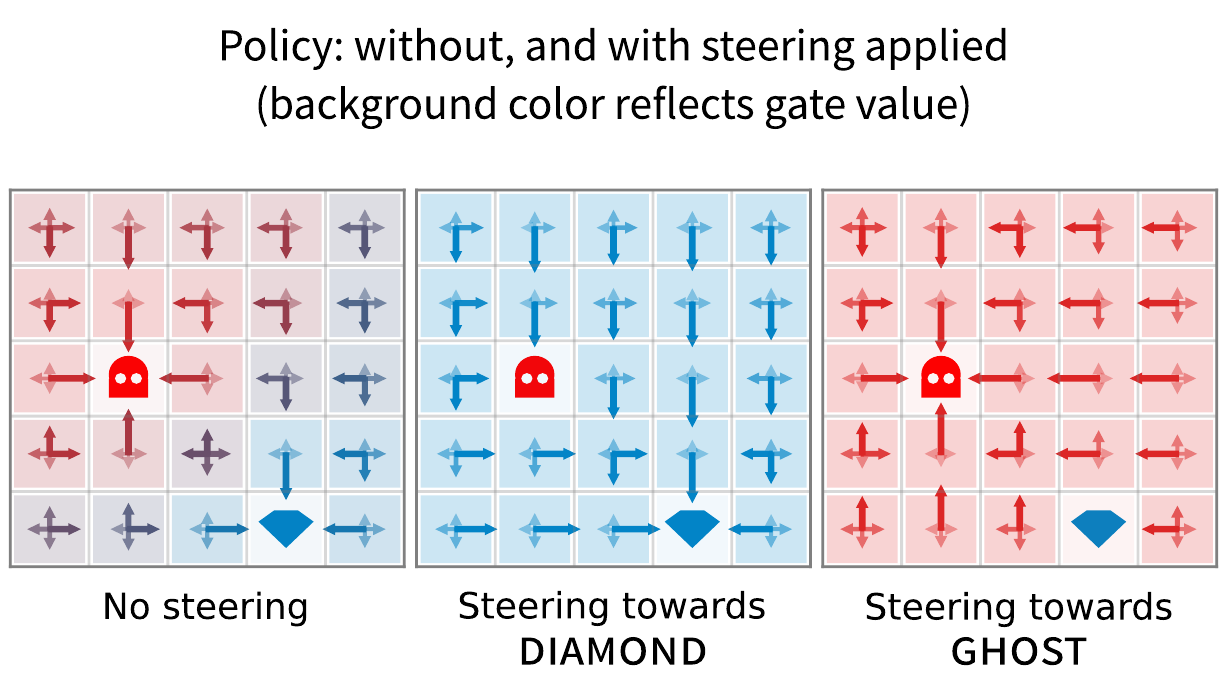 Policy: without, and with steering applied
(background color reflects gate value)
No steering
Steering towards
DIAMOND
Steering towards
GHOST